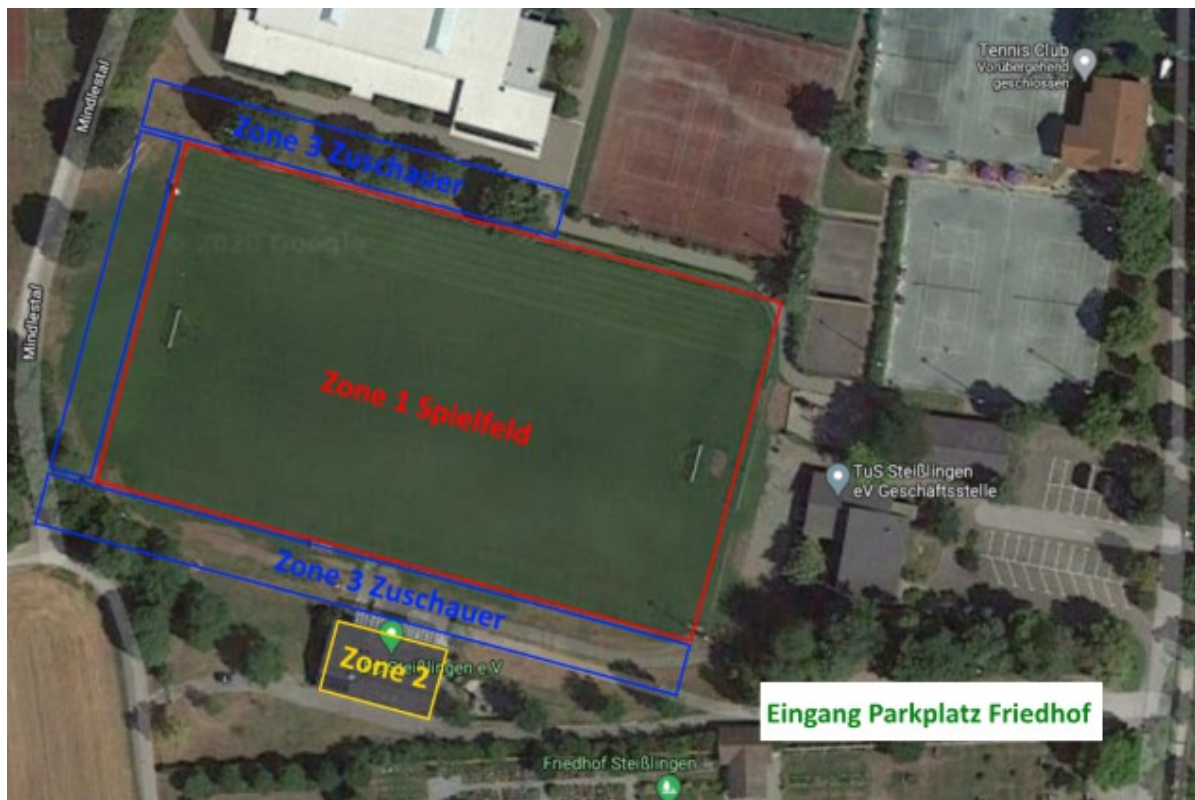 Mindlestal
Tennis Club
Vorübergehend
geschlossen
Zone 3 Zuschauer
2020 Google
Mindlestal
Zone 1 Spielfeld
TuS Steißlingen
eV Geschäftsstelle
Zone 3 Zuschauer
Zone 2
Steißlingen e.V
Eingang Parkplatz Friedhof
Friedhof Steißlingen